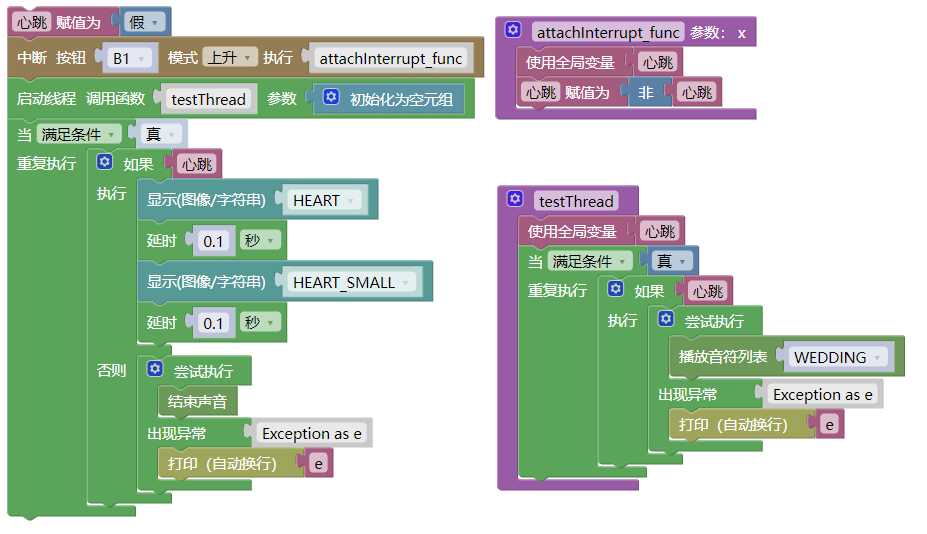 心跳 赋值为 假
中断 按钮 B1 模式 上升 执行 attachInterrupt_func
启动线程 调用函数 testThread 参数 初始化为空元组
当 满足条件 真
重复执行 如果 心跳
执行 显示(图像/字符串) HEART
延时 0.1 秒
显示(图像/字符串) HEART_SMALL
延时 0.1 秒
否则 尝试执行
结束声音
出现异常 Exception as e
打印（自动换行） e
attachInterrupt_func 参数： x
使用全局变量 心跳
心跳 赋值为 非 心跳
testThread
使用全局变量 心跳
当 满足条件 真
重复执行 如果 心跳
执行 尝试执行
播放音符列表 WEDDING
出现异常 Exception as e
打印（自动换行） e